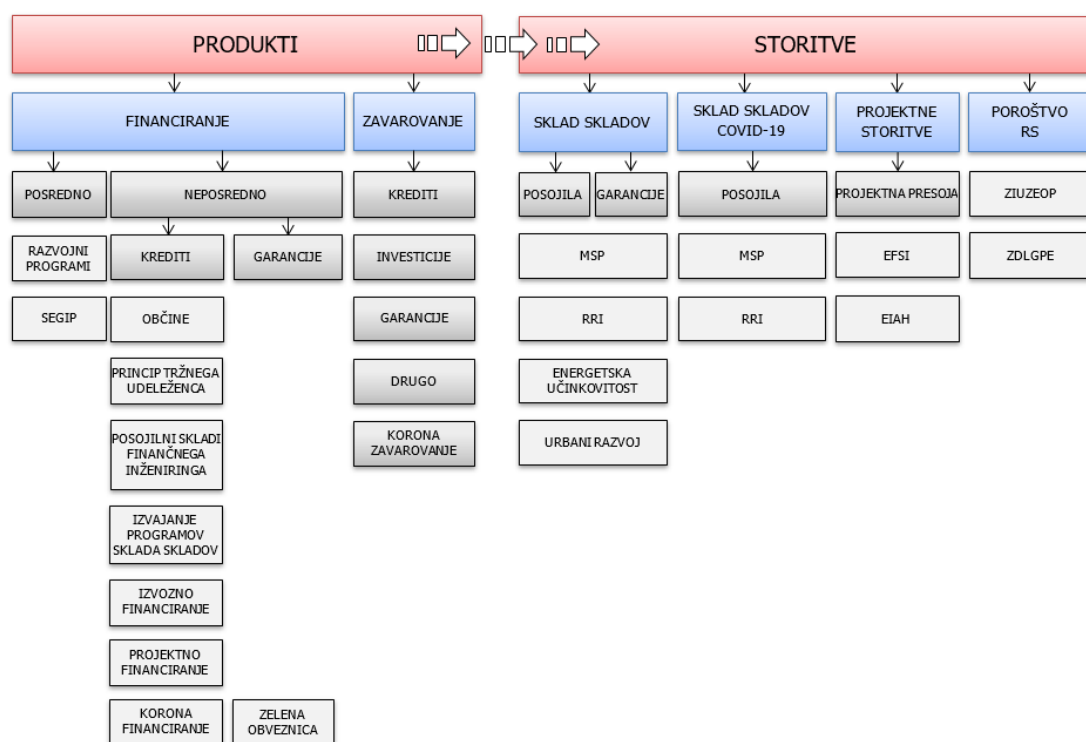 PRODUKTI
STORITVE
FINANCIRANJE
ZAVAROVANJE
SKLAD SKLADOV
SKLAD SKLADOV
COVID-19
PROJEKTNE
STORITVE
POROŠTVO
RS
POSREDNO
NEPOSREDNO
KREDITI
POSOJILA
GARANCIJE
POSOJILA
PROJEKTNA PRESOJA
ZIUZEOP
RAZVOJNI
PROGRAMI
KREDITI
GARANCIJE
INVESTICIJE
MSP
MSP
EFSI
ZDLGPE
SEGIP
OBČINE
GARANCIJE
RRI
RRI
EIAH
PRINCIP TRŽNEGA
UDELEŽENCA
DRUGO
ENERGETSKA
UČINKOVITOST
POSOJILNI SKLADI
FINANČNEGA
INŽENIRINGA
KORONA
ZAVAROVANJE
URBANI RAZVOJ
IZVAJANJE
PROGRAMOV
SKLADA SKLADOV
IZVOZNO
FINANCIRANJE
PROJEKTNO
FINANCIRANJE
KORONA
FINANCIRANJE
ZELENA
OBVEZNICA